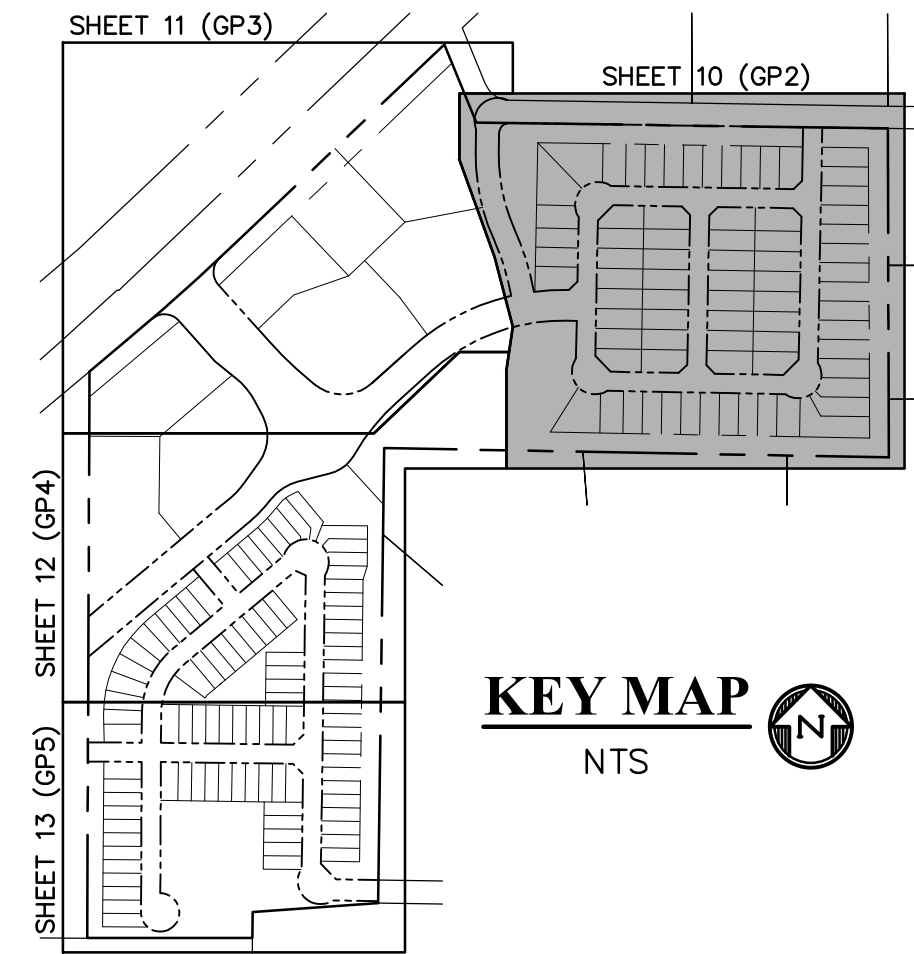 SHEET 11 (GP3)
SHEET 10 (GP2)
SHEET 12 (GP4)
SHEET 13 (GP5)
KEY MAP
NTS
N